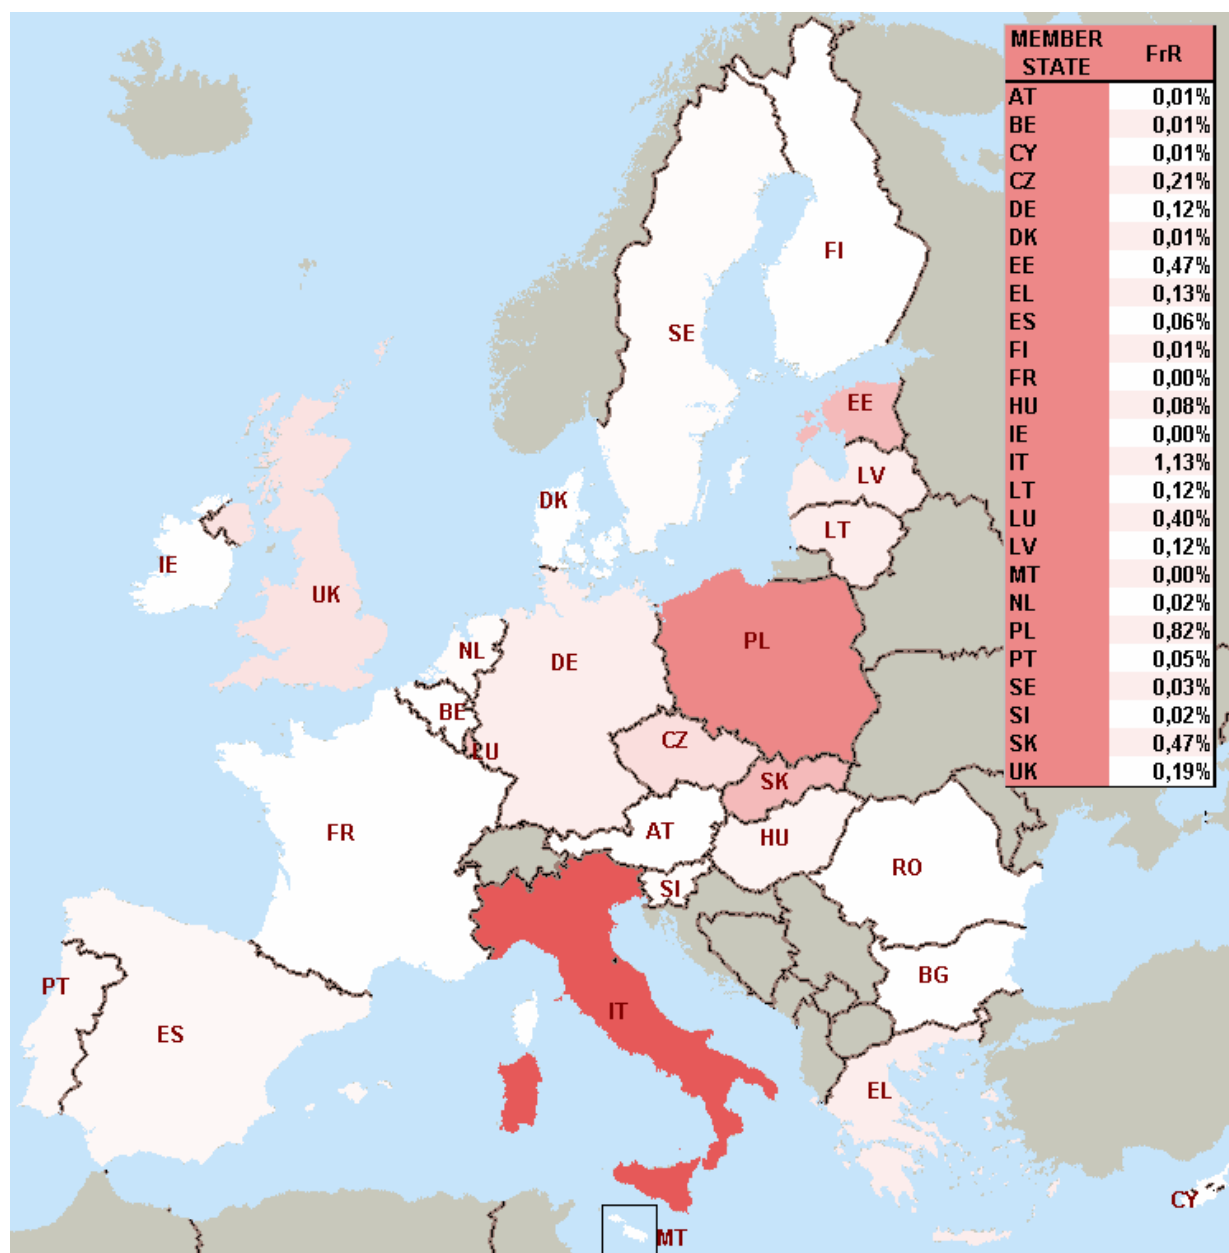 MEMBER STATE FrR
AT 0,01%
BE 0,01%
CY 0,01%
CZ 0,21%
DE 0,12%
DK 0,01%
EE 0,47%
EL 0,13%
ES 0,06%
FI 0,01%
FR 0,00%
HU 0,08%
IE 0,00%
IT 1,13%
LT 0,12%
LU 0,40%
LV 0,12%
MT 0,00%
NL 0,02%
PL 0,82%
PT 0,05%
SE 0,03%
SI 0,02%
SK 0,47%
UK 0,19%
FI
SE
EE
LV
DK
LT
IE
UK
PL
NL
DE
BE
CZ
LU
SK
FR
AT
HU
RO
SI
BG
PT
IT
ES
EL
CY
MT